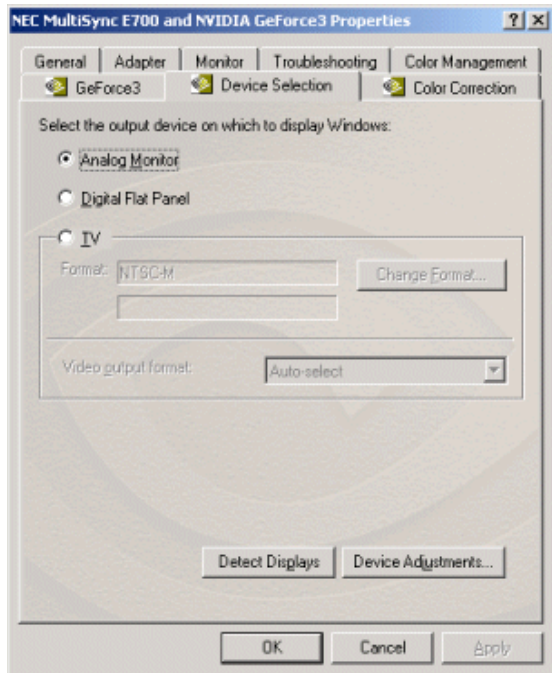 NEC MultiSync E700 and NVIDIA GeForce3 Properties
General Adapter Monitor Troubleshooting Color Management
GeForce3 Device Selection Color Correction
Select the output device on which to display Windows:
Analog Monitor
Digital Flat Panel
TV
Format: NTSC-M Change Format...
Video output format: Auto-select
Detect Displays Device Adjustments...
OK Cancel Apply